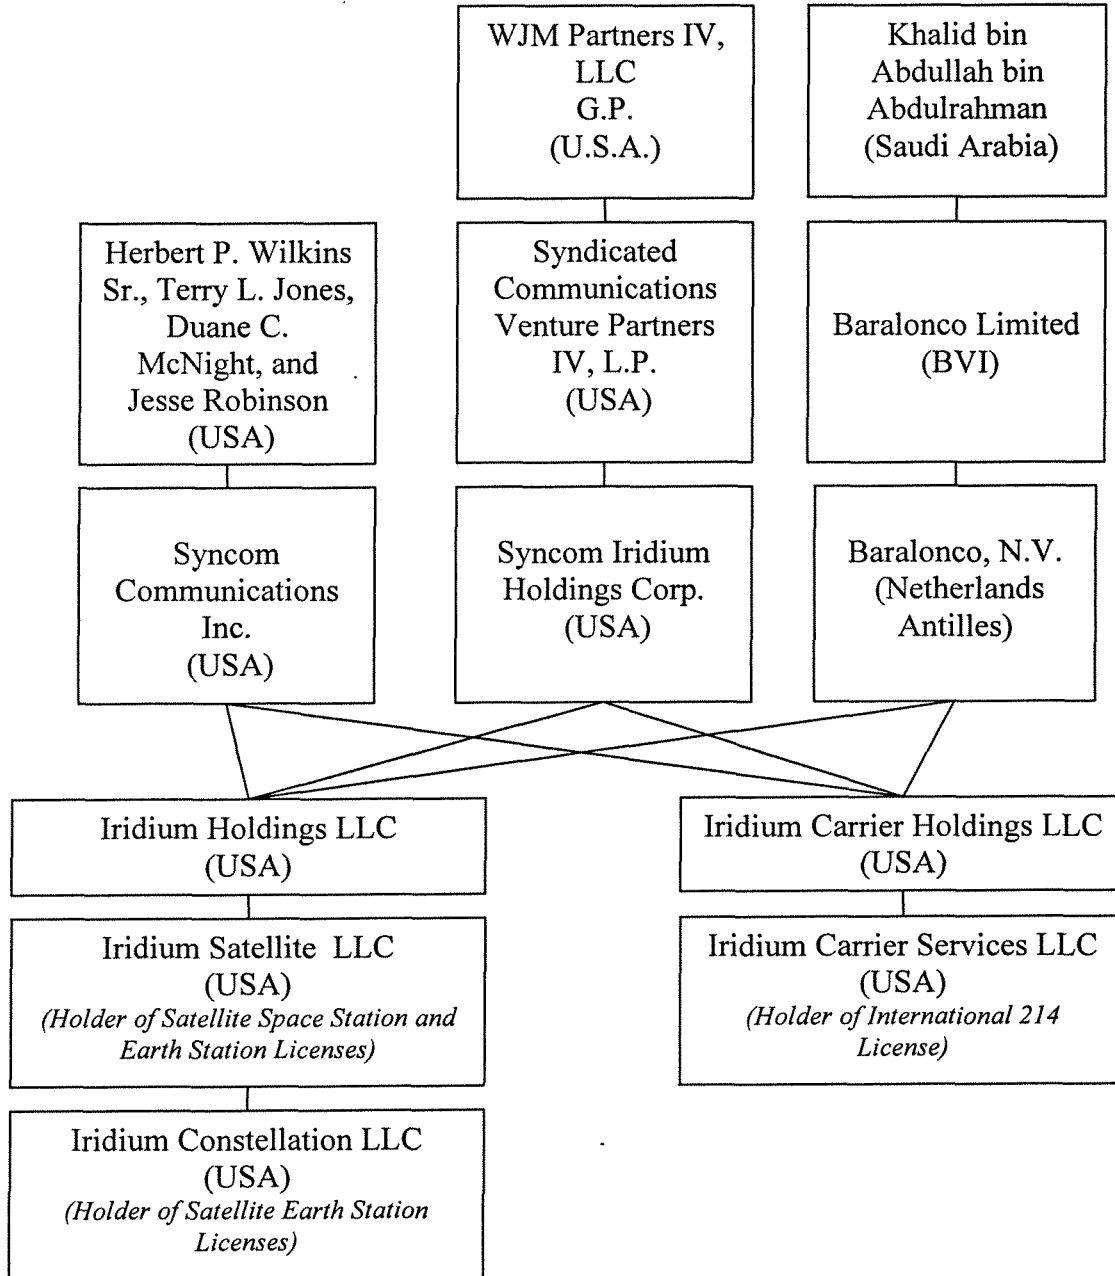 WJM Partners IV,
LLC
G.P.
(U.S.A.)
Khalid bin
Abdullah bin
Abdulrahman
(Saudi Arabia)
Herbert P. Wilkins
Sr., Terry L. Jones,
Duane C.
McNight, and
Jesse Robinson
(USA)
Syndicated
Communications
Venture Partners
IV, L.P.
(USA)
Baralonco Limited
(BVI)
Syncom
Communications
Inc.
(USA)
Syncom Iridium
Holdings Corp.
(USA)
Baralonco, N.V.
(Netherlands
Antilles)
Iridium Holdings LLC
(USA)
Iridium Carrier Holdings LLC
(USA)
Iridium Satellite LLC
(USA)
(Holder of Satellite Space Station and
Earth Station Licenses)
Iridium Carrier Services LLC
(USA)
(Holder of International 214
License)
Iridium Constellation LLC
(USA)
(Holder of Satellite Earth Station
Licenses)